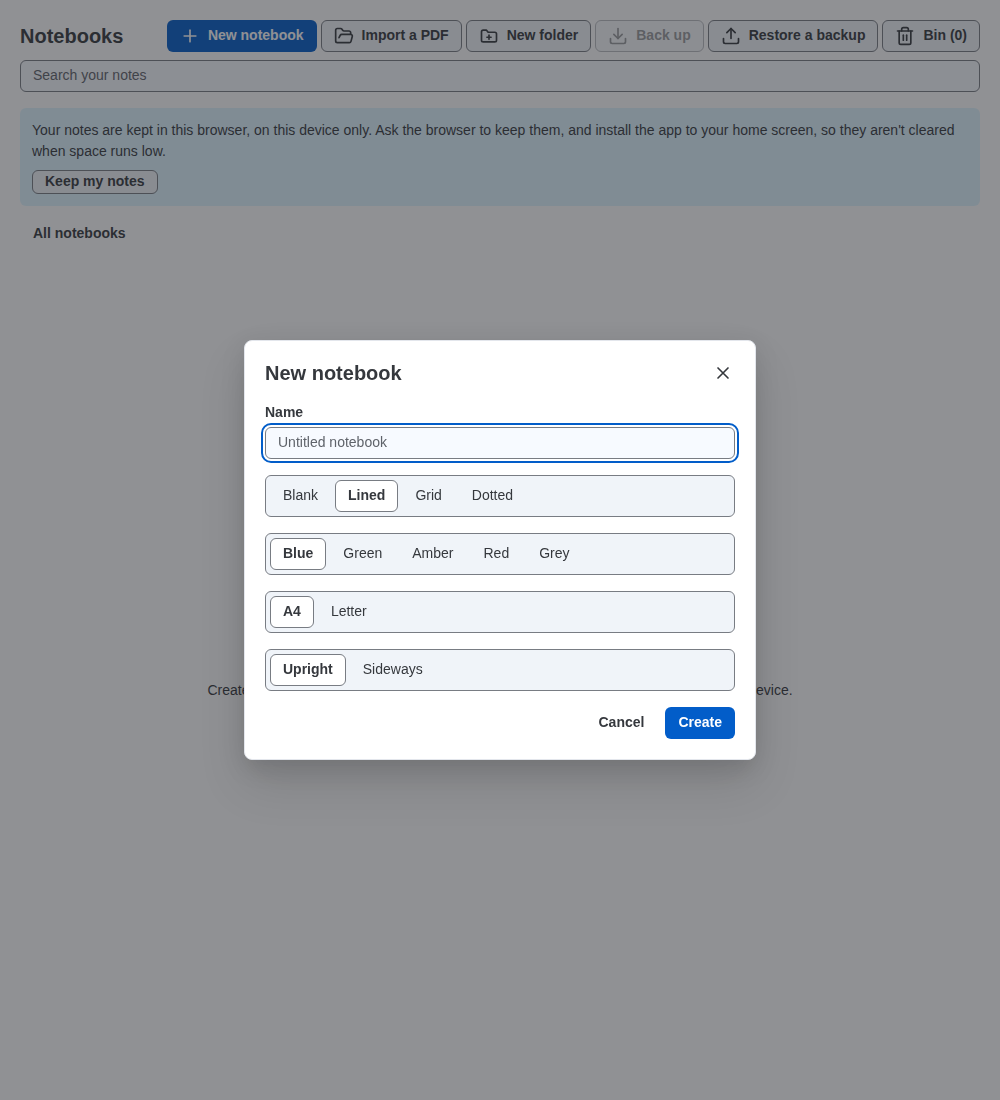 Notebooks
New notebook
Import a PDF
New folder
Back up
Restore a backup
Bin (0)
Search your notes
Your notes are kept in this browser, on this device only. Ask the browser to keep them, and install the app to your home screen, so they aren't cleared
when space runs low.
Keep my notes
All notebooks
New notebook
Name
Untitled notebook
Blank Lined Grid Dotted
Blue Green Amber Red Grey
A4 Letter
Upright Sideways
Cancel Create